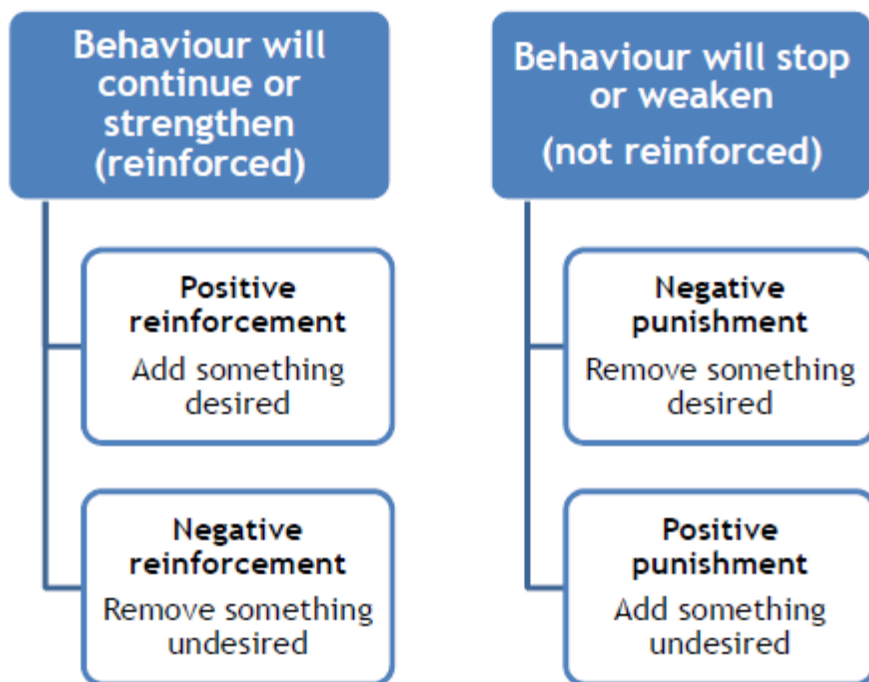 Behaviour will
continue or
strengthen
(reinforced)
Positive
reinforcement
Add something
desired
Negative
reinforcement
Remove something
undesired
Behaviour will stop
or weaken
(not reinforced)
Negative
punishment
Remove something
desired
Positive
punishment
Add something
undesired